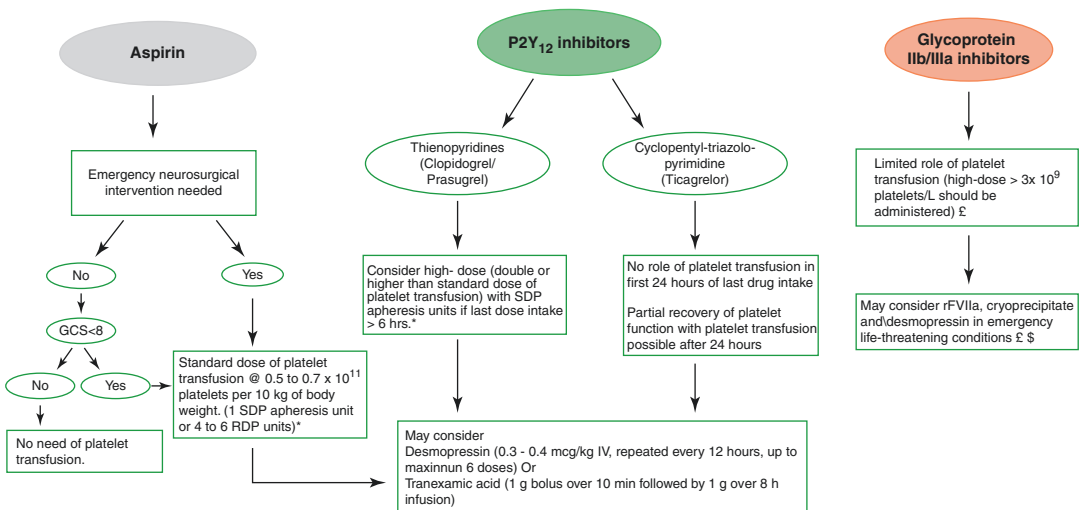 Aspirin
P2Y12 inhibitors
Glycoprotein
IIb/IIIa inhibitors
Emergency neurosurgical
intervention needed
Thienopyridines
(Clopidogrel/
Prasugrel)
Cyclopentyl-triazolo-
pyrimidine
(Ticagrelor)
Limited role of platelet
transfusion (high-dose > 3x 10⁹
platelets/L should be
administered) £
No
Yes
Consider high- dose (double or
higher than standard dose of
platelet transfusion) with SDP
apheresis units if last dose intake
> 6 hrs.*
No role of platelet transfusion in
first 24 hours of last drug intake
Partial recovery of platelet
function with platelet transfusion
possible after 24 hours
May consider rFVIIa, cryoprecipitate
and\desmopressin in emergency
life-threatening conditions £ $
GCS<8
No
Yes
Standard dose of platelet
transfusion @ 0.5 to 0.7 x 10¹¹
platelets per 10 kg of body
weight. (1 SDP apheresis unit
or 4 to 6 RDP units)*
No need of platelet
transfusion.
May consider
Desmopressin (0.3 - 0.4 mcg/kg IV, repeated every 12 hours, up to
maxinnun 6 doses) Or
Tranexamic acid (1 g bolus over 10 min followed by 1 g over 8 h
infusion)